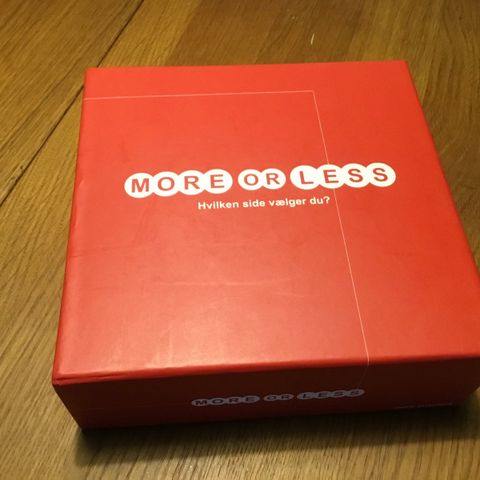 MORE OR LESS
Hvilken side vælger du?
MORE OR LESS